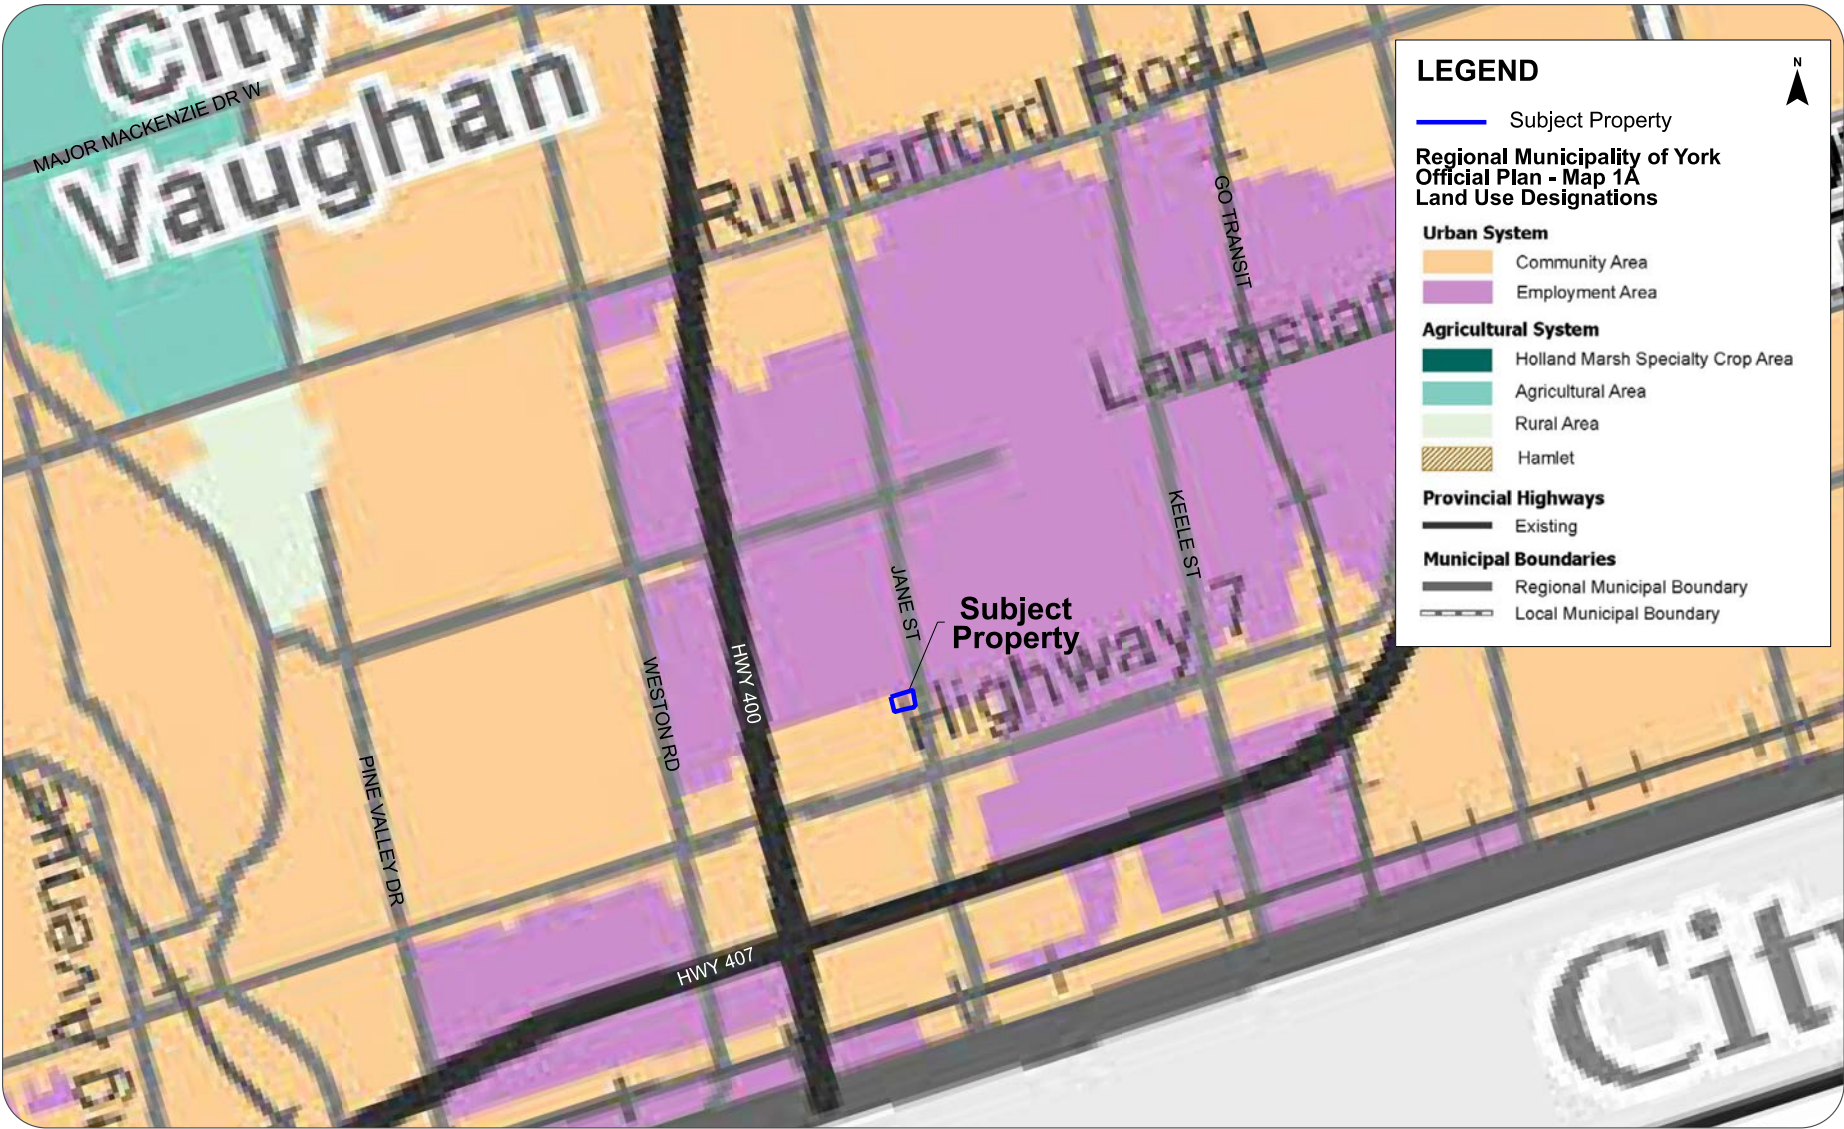 City
Vaughan
MAJOR MACKENZIE DR W
Rutherford Road
GO TRANSIT
KEELE ST
JANE ST
Subject
Property
Highway 7
HWY 400
WESTON RD
PINE VALLEY DR
HWY 407
LEGEND
N
Subject Property
Regional Municipality of York
Official Plan - Map 1A
Land Use Designations
Urban System
Community Area
Employment Area
Agricultural System
Holland Marsh Specialty Crop Area
Agricultural Area
Rural Area
Hamlet
Provincial Highways
Existing
Municipal Boundaries
Regional Municipal Boundary
Local Municipal Boundary